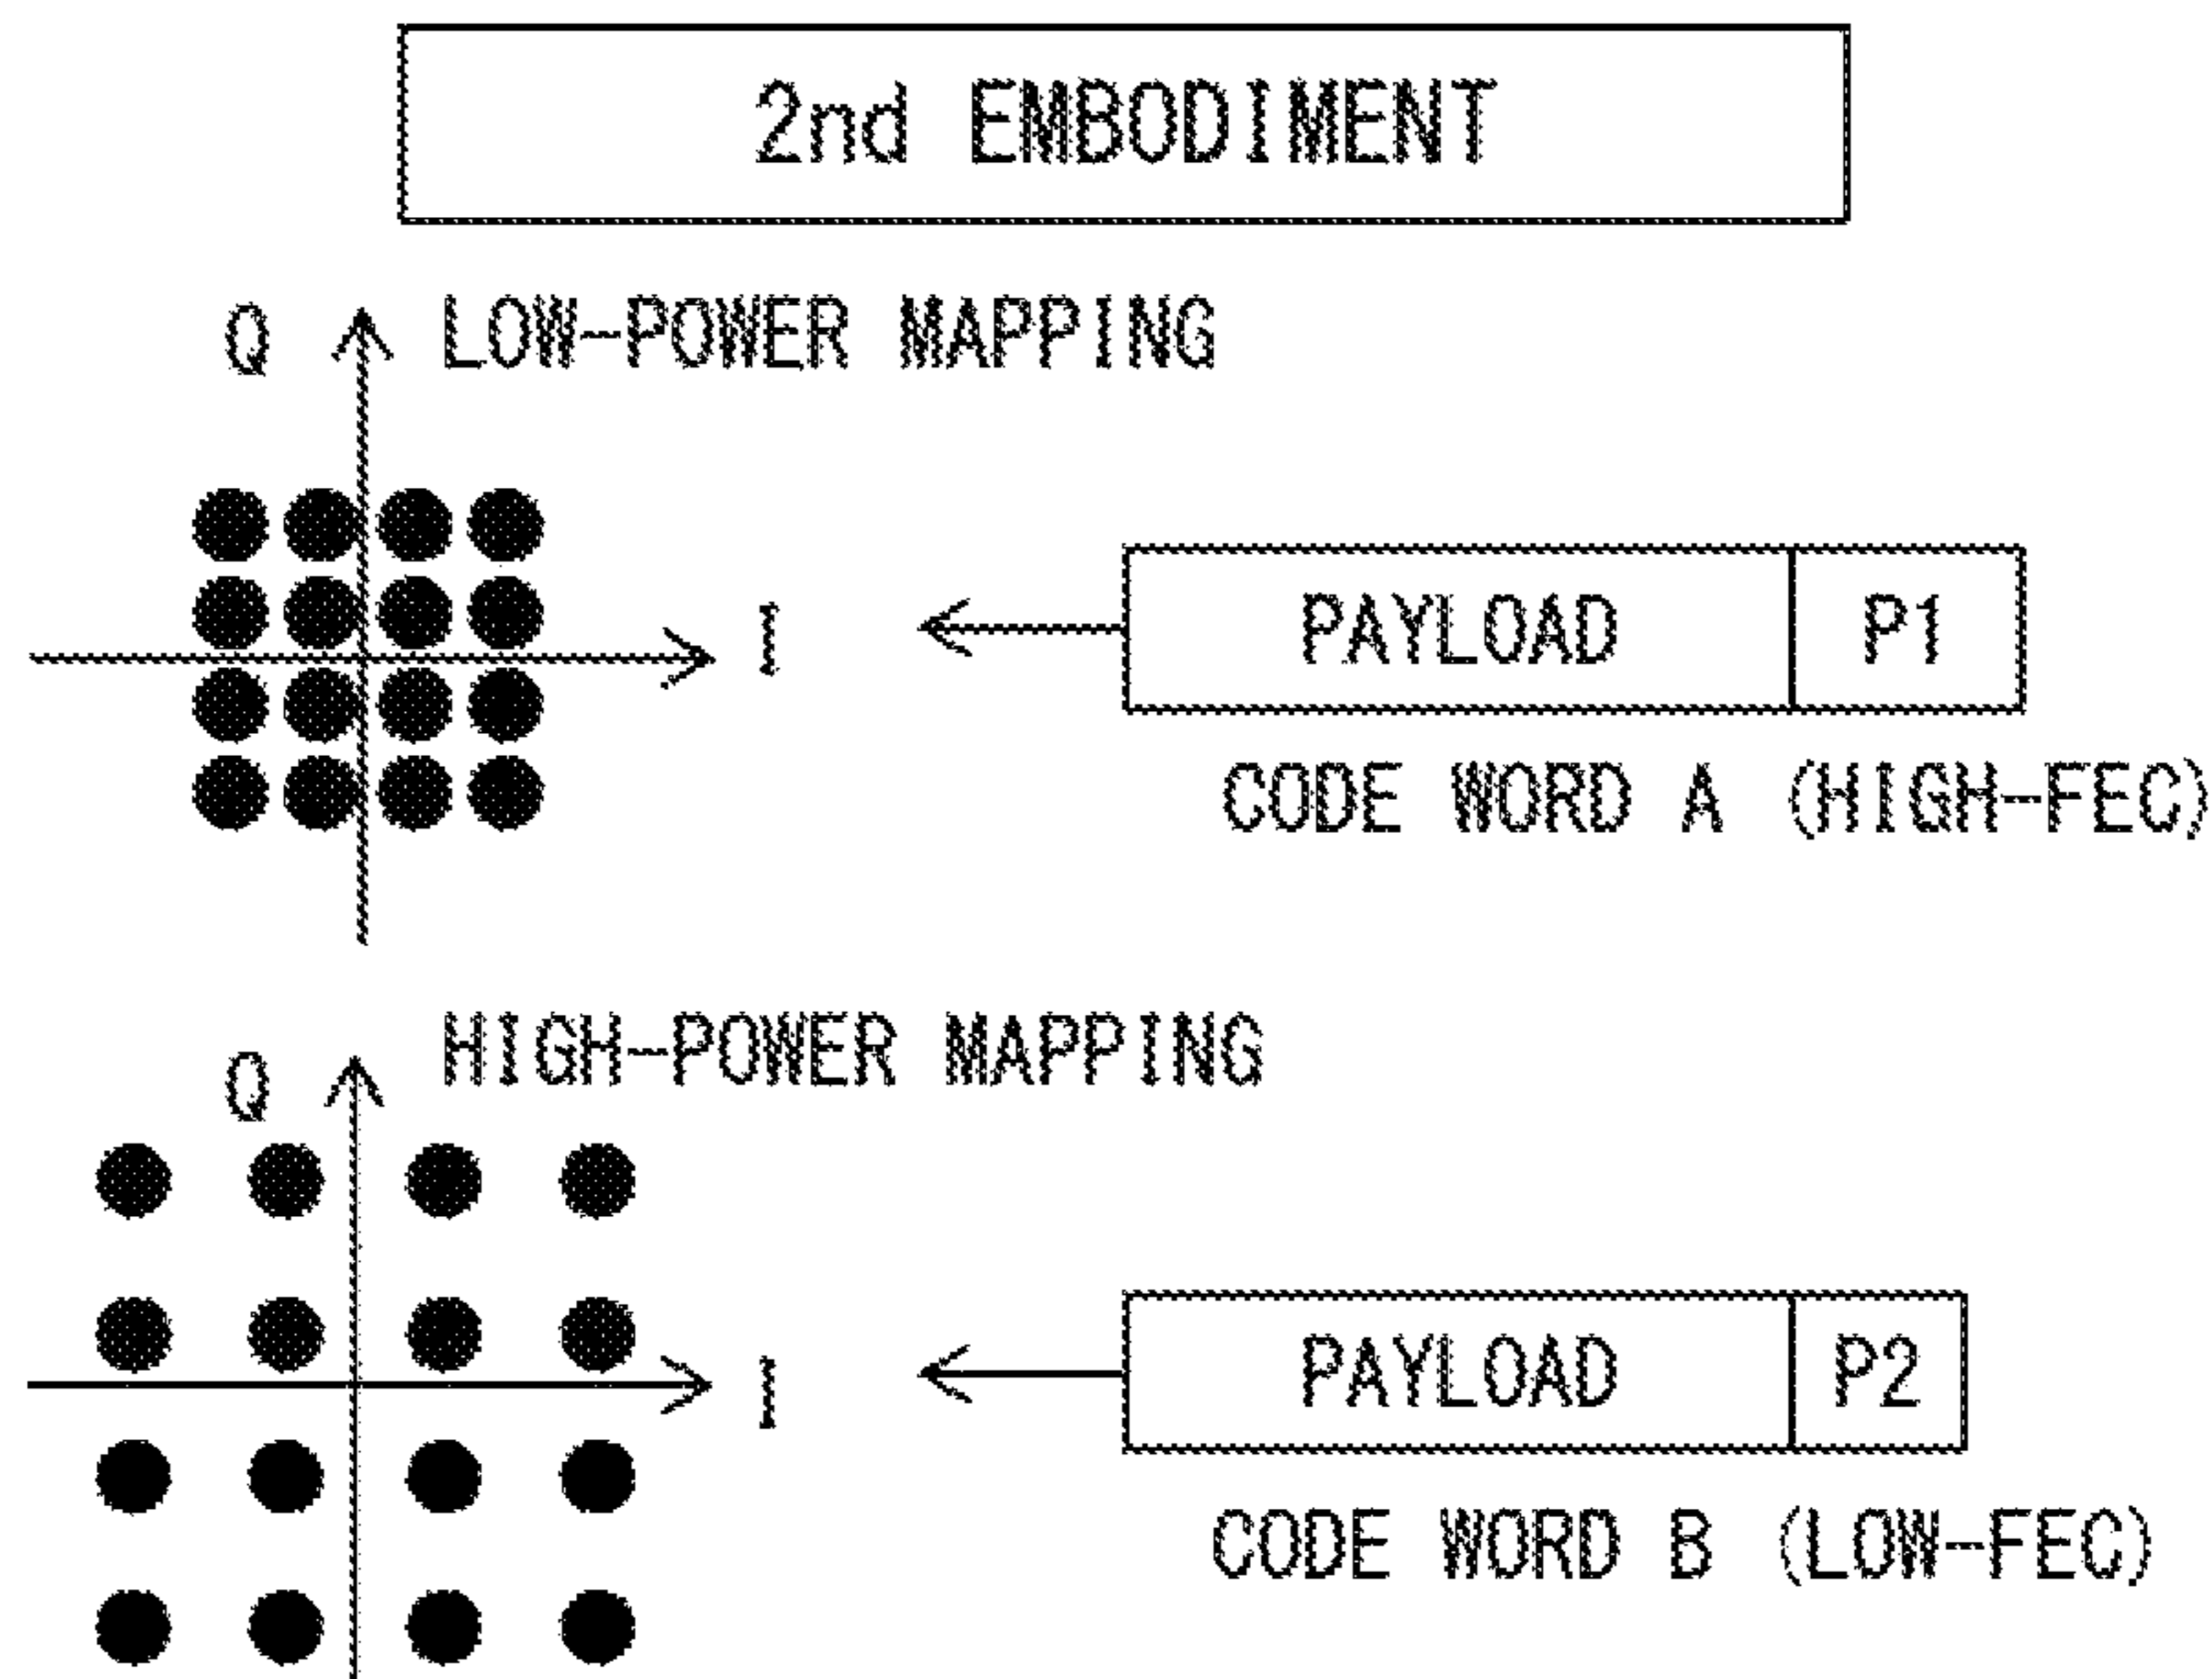 2nd EMBODIMENT
Q LOW-POWER MAPPING
I PAYLOAD P1
CODE WORD A (HIGH-FEC)
Q HIGH-POWER MAPPING
I PAYLOAD P2
CODE WORD B (LOW-FEC)